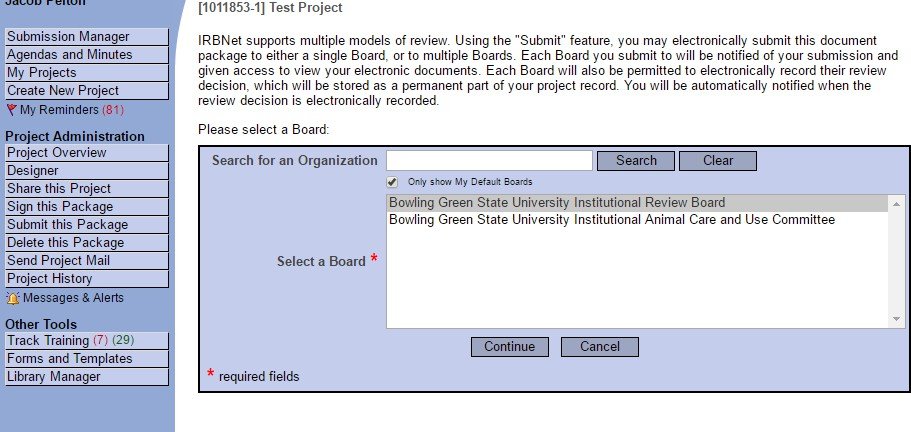 Jacob Pelton
Submission Manager
Agendas and Minutes
My Projects
Create New Project
My Reminders (81)
Project Administration
Project Overview
Designer
Share this Project
Sign this Package
Submit this Package
Delete this Package
Send Project Mail
Project History
Messages & Alerts
Other Tools
Track Training (7) (29)
Forms and Templates
Library Manager
[1011853-1] Test Project
IRBNet supports multiple models of review. Using the "Submit" feature, you may electronically submit this document
package to either a single Board, or to multiple Boards. Each Board you submit to will be notified of your submission and
given access to view your electronic documents. Each Board will also be permitted to electronically record their review
decision, which will be stored as a permanent part of your project record. You will be automatically notified when the
review decision is electronically recorded.
Please select a Board:
Search for an Organization Search Clear
Only show My Default Boards
Select a Board *
Bowling Green State University Institutional Review Board
Bowling Green State University Institutional Animal Care and Use Committee
Continue Cancel
* required fields